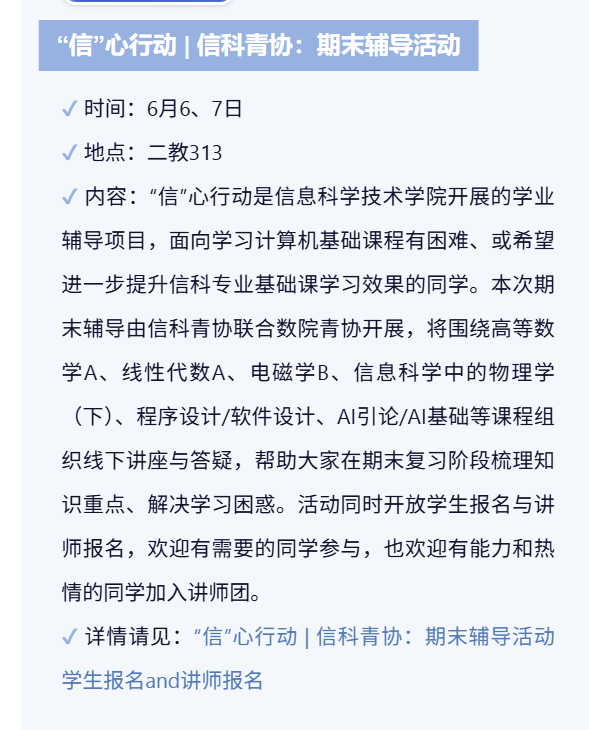 “信”心行动 | 信科青协：期末辅导活动
✓ 时间：6月6、7日
✓ 地点：二教313
✓ 内容：“信”心行动是信息科学技术学院开展的学业
辅导项目，面向学习计算机基础课程有困难、或希望
进一步提升信科专业基础课学习效果的同学。本次期
末辅导由信科青协联合数院青协开展，将围绕高等数
学A、线性代数A、电磁学B、信息科学中的物理学
（下）、程序设计/软件设计、AI引论/AI基础等课程组
织线下讲座与答疑，帮助大家在期末复习阶段梳理知
识重点、解决学习困惑。活动同时开放学生报名与讲
师报名，欢迎有需要的同学参与，也欢迎有能力和热
情的同学加入讲师团。
✓ 详情请见：“信”心行动 | 信科青协：期末辅导活动
学生报名and讲师报名